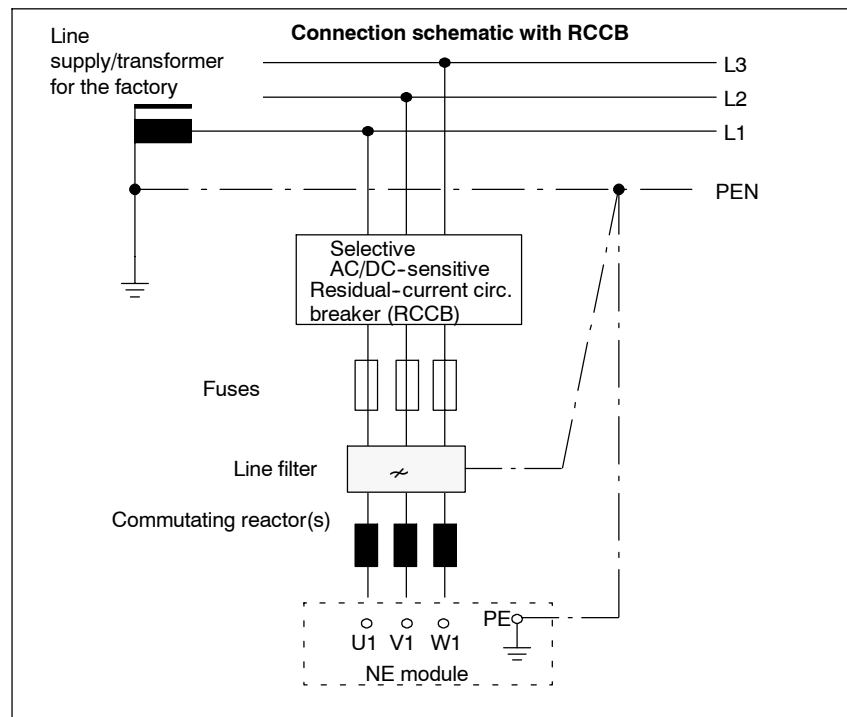 Connection schematic with RCCB
Line
supply/transformer
for the factory
L3
L2
L1
PEN
Selective
AC/DC-sensitive
Residual-current circ.
breaker (RCCB)
Fuses
Line filter
Commutating reactor(s)
PE
U1 V1 W1
NE module